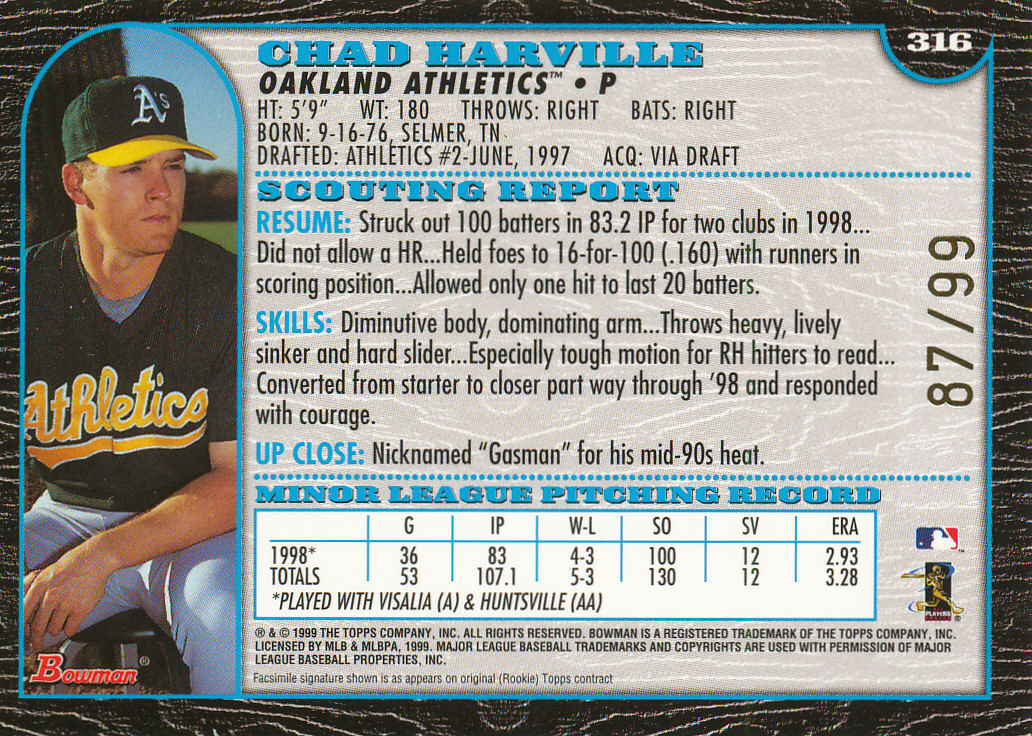 316
CHAD HARVILLE
OAKLAND ATHLETICS™ • P
HT: 5'9" WT: 180 THROWS: RIGHT BATS: RIGHT
BORN: 9-16-76, SELMER, TN
DRAFTED: ATHLETICS #2-JUNE, 1997 ACQ: VIA DRAFT
SCOUTING REPORT
RESUME: Struck out 100 batters in 83.2 IP for two clubs in 1998...
Did not allow a HR...Held foes to 16-for-100 (.160) with runners in
scoring position...Allowed only one hit to last 20 batters.
SKILLS: Diminutive body, dominating arm...Throws heavy, lively
sinker and hard slider...Especially tough motion for RH hitters to read...
Converted from starter to closer part way through '98 and responded
with courage.
UP CLOSE: Nicknamed "Gasman" for his mid-90s heat.
87/99
MINOR LEAGUE PITCHING RECORD
G IP W-L SO SV ERA
1998* 36 83 4-3 100 12 2.93
TOTALS 53 107.1 5-3 130 12 3.28
*PLAYED WITH VISALIA (A) & HUNTSVILLE (AA)
® & © 1999 THE TOPPS COMPANY, INC. ALL RIGHTS RESERVED. BOWMAN IS A REGISTERED TRADEMARK OF THE TOPPS COMPANY, INC.
LICENSED BY MLB & MLBPA, 1999. MAJOR LEAGUE BASEBALL TRADEMARKS AND COPYRIGHTS ARE USED WITH PERMISSION OF MAJOR
LEAGUE BASEBALL PROPERTIES, INC.
Facsimile signature shown is as appears on original (Rookie) Topps contract
A's
Athletics
Bowman®
PLAYERS
CHOICE ®